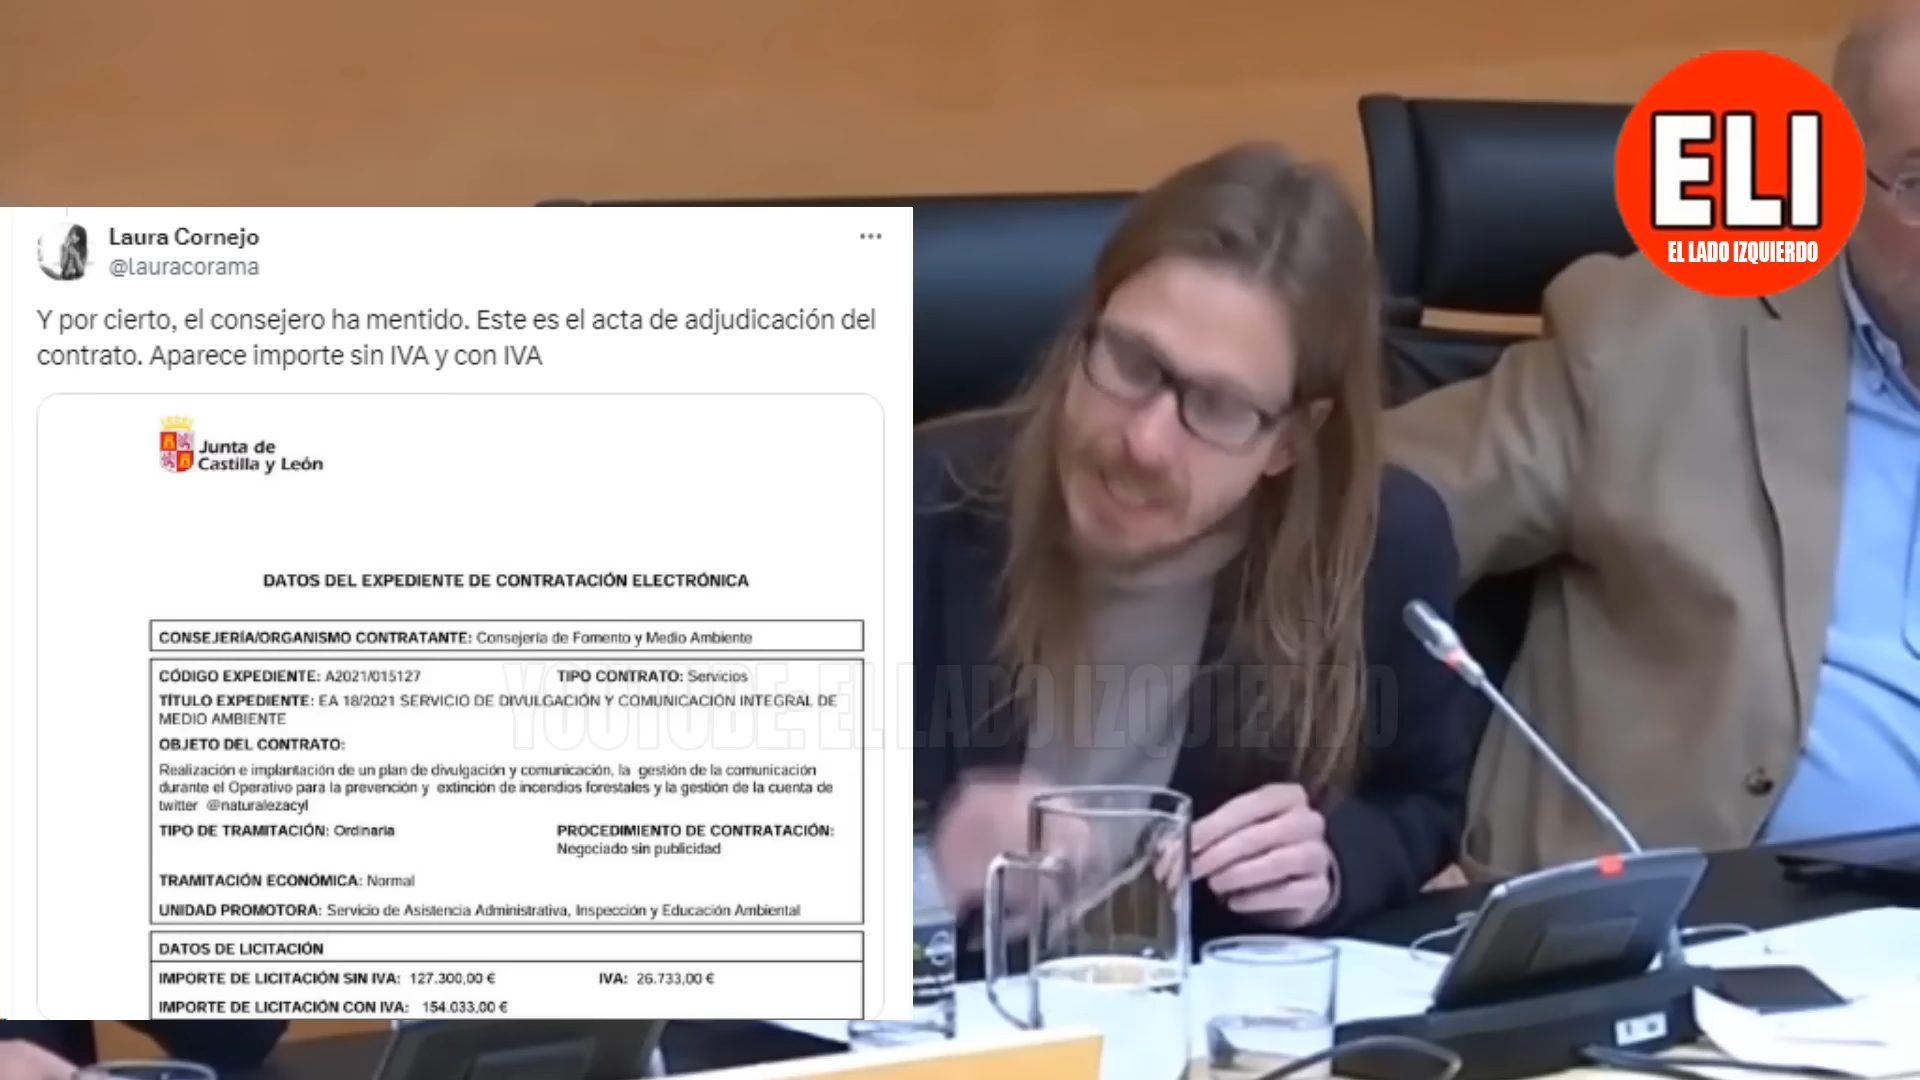 ELI
EL LADO IZQUIERDO
Laura Cornejo
@lauracorama
Y por cierto, el consejero ha mentido. Este es el acta de adjudicación del
contrato. Aparece importe sin IVA y con IVA
Junta de
Castilla y León
DATOS DEL EXPEDIENTE DE CONTRATACIÓN ELECTRÓNICA
CONSEJERÍA/ORGANISMO CONTRATANTE: Consejería de Fomento y Medio Ambiente
CÓDIGO EXPEDIENTE: A2021/015127 TIPO CONTRATO: Servicios
TÍTULO EXPEDIENTE: EA 18/2021 SERVICIO DE DIVULGACIÓN Y COMUNICACIÓN INTEGRAL DE
MEDIO AMBIENTE
OBJETO DEL CONTRATO:
Realización e implantación de un plan de divulgación y comunicación, la gestión de la comunicación
durante el Operativo para la prevención y extinción de incendios forestales y la gestión de la cuenta de
twitter @naturalezacyl
TIPO DE TRAMITACIÓN: Ordinaria PROCEDIMIENTO DE CONTRATACIÓN:
Negociado sin publicidad
TRAMITACIÓN ECONÓMICA: Normal
UNIDAD PROMOTORA: Servicio de Asistencia Administrativa, Inspección y Educación Ambiental
DATOS DE LICITACIÓN
IMPORTE DE LICITACIÓN SIN IVA: 127.300,00 € IVA: 26.733,00 €
IMPORTE DE LICITACIÓN CON IVA: 154.033,00 €
YOUTUBE: EL LADO IZQUIERDO